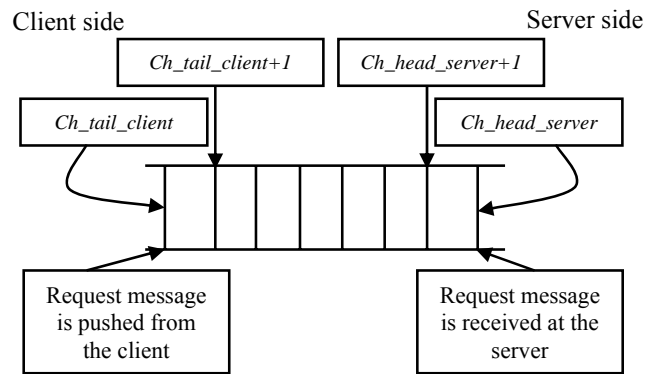 Client side
Server side
Ch_tail_client+1
Ch_head_server+1
Ch_tail_client
Ch_head_server
Request message
is pushed from
the client
Request message
is received at the
server